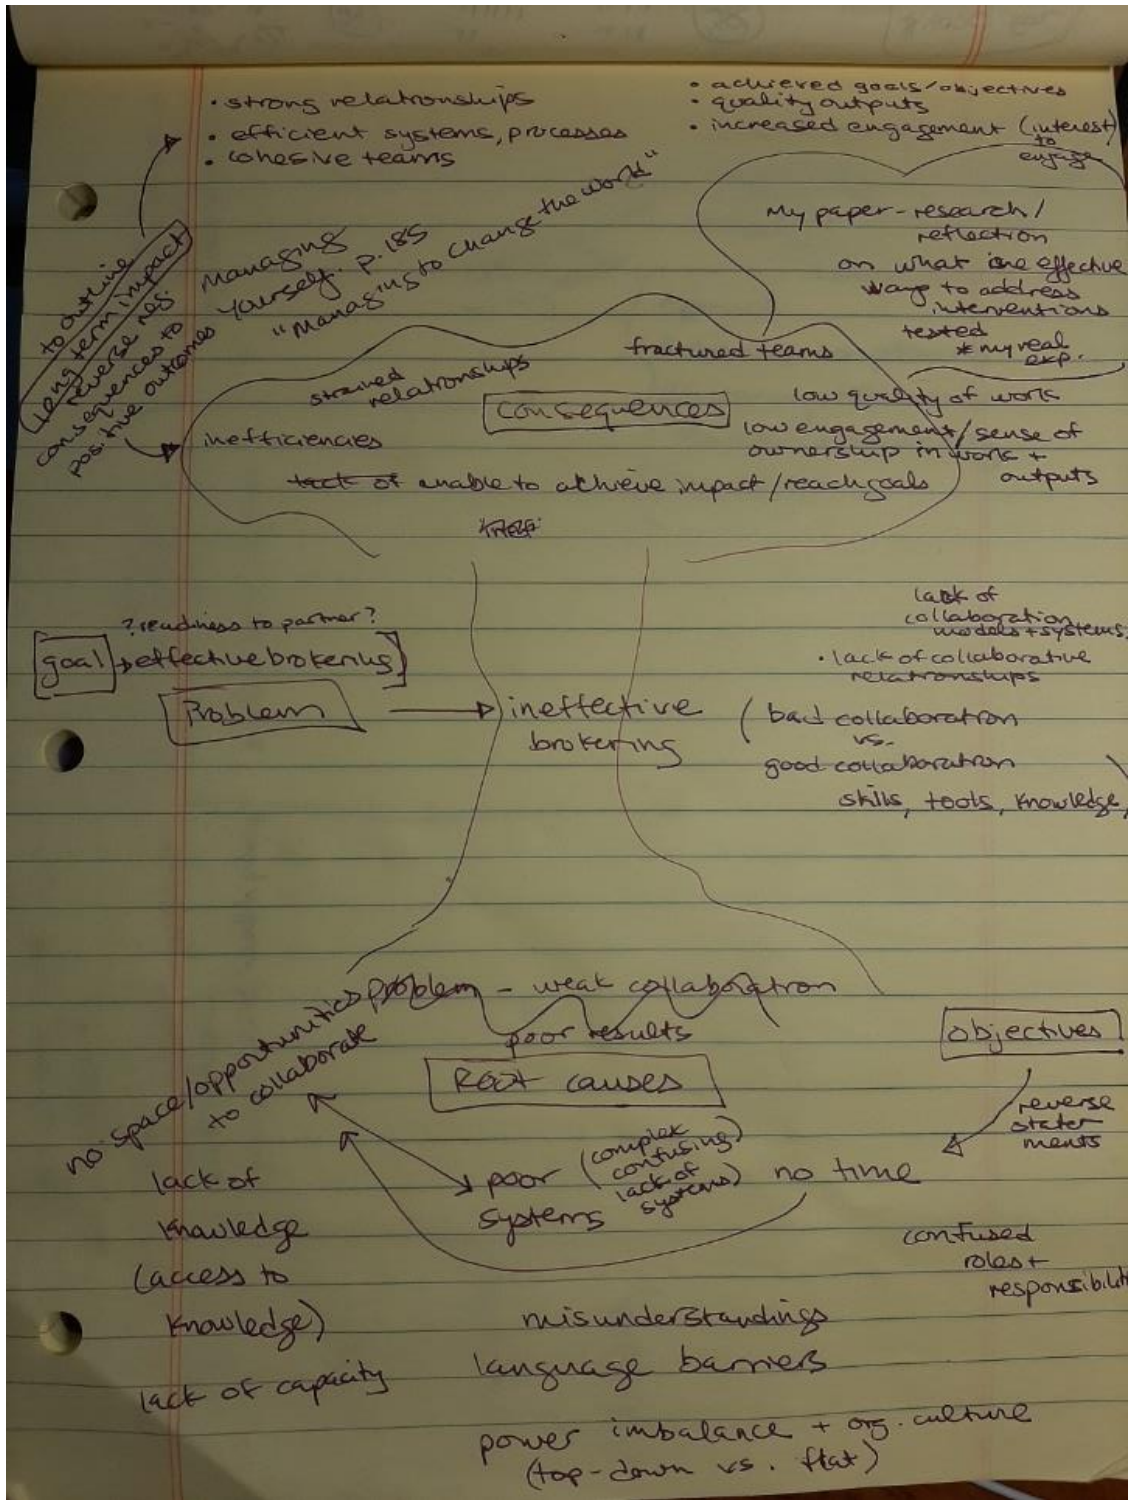 • strong relationships
• efficient systems, processes
• cohesive teams
• achieved goals/objectives
• quality outputs
• increased engagement (interest)
to
engage
to outline
long term impact
reverse neg.
consequences to
positive outcomes
Managing
Yourself. p. 185
"Managing to Change the World"
My paper - research/
reflection
on what are effective
ways to address
interventions
tested
* my real
exp.
fractured teams
strained
relationships
consequences
low quality of work
inefficiencies
low engagement/sense of
ownership in work +
outputs
lack of unable to achieve impact/reach goals
? readiness to partner?
goal → effective brokering
Problem → ineffective
brokering
lack of
collaboration
models + systems
• lack of collaborative
relationships
(bad collaboration
vs.
good collaboration
skills, tools, knowledge,
problem - weak collaboration
poor results
Root causes
objectives
reverse
state-
ments
no space/opportunities
to collaborate
poor
systems
(complex
confusing)
lack of
systems)
no time
lack of
knowledge
(access to
knowledge)
confused
roles +
responsibilit
misunderstandings
language barriers
lack of capacity
power imbalance + org. culture
(top-down vs. flat)